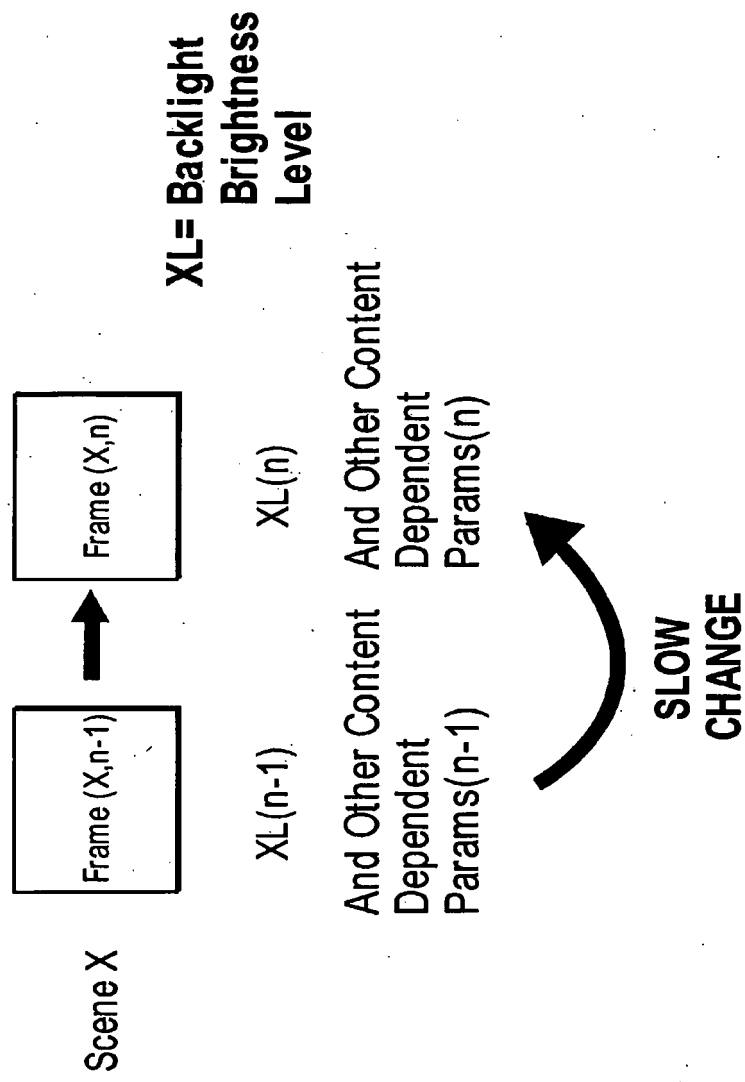 Scene X
Frame (X,n-1)
Frame (X,n)
XL(n-1)
And Other Content
Dependent
Params(n-1)
XL(n)
And Other Content
Dependent
Params(n)
XL= Backlight
Brightness
Level
SLOW
CHANGE